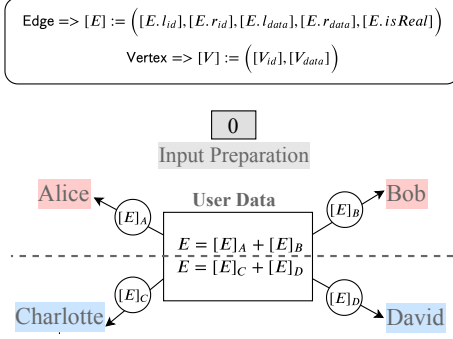 Edge => [E] := ([E.l_id], [E.r_id], [E.l_data], [E.r_data], [E.isReal])
Vertex => [V] := ([V_id], [V_data])
0
Input Preparation
Alice
Bob
User Data
[E]_A
[E]_B
E = [E]_A + [E]_B
E = [E]_C + [E]_D
[E]_C
[E]_D
Charlotte
David